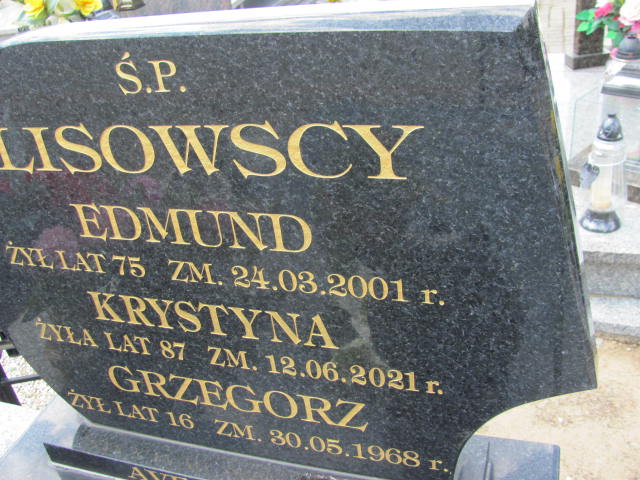 Ś.P.
LISOWSCY
EDMUND
ŻYŁ LAT 75 ZM. 24.03.2001 r.
KRYSTYNA
ŻYŁA LAT 87 ZM. 12.06.2021 r.
GRZEGORZ
ŻYŁ LAT 16 ZM. 30.05.1968 r.